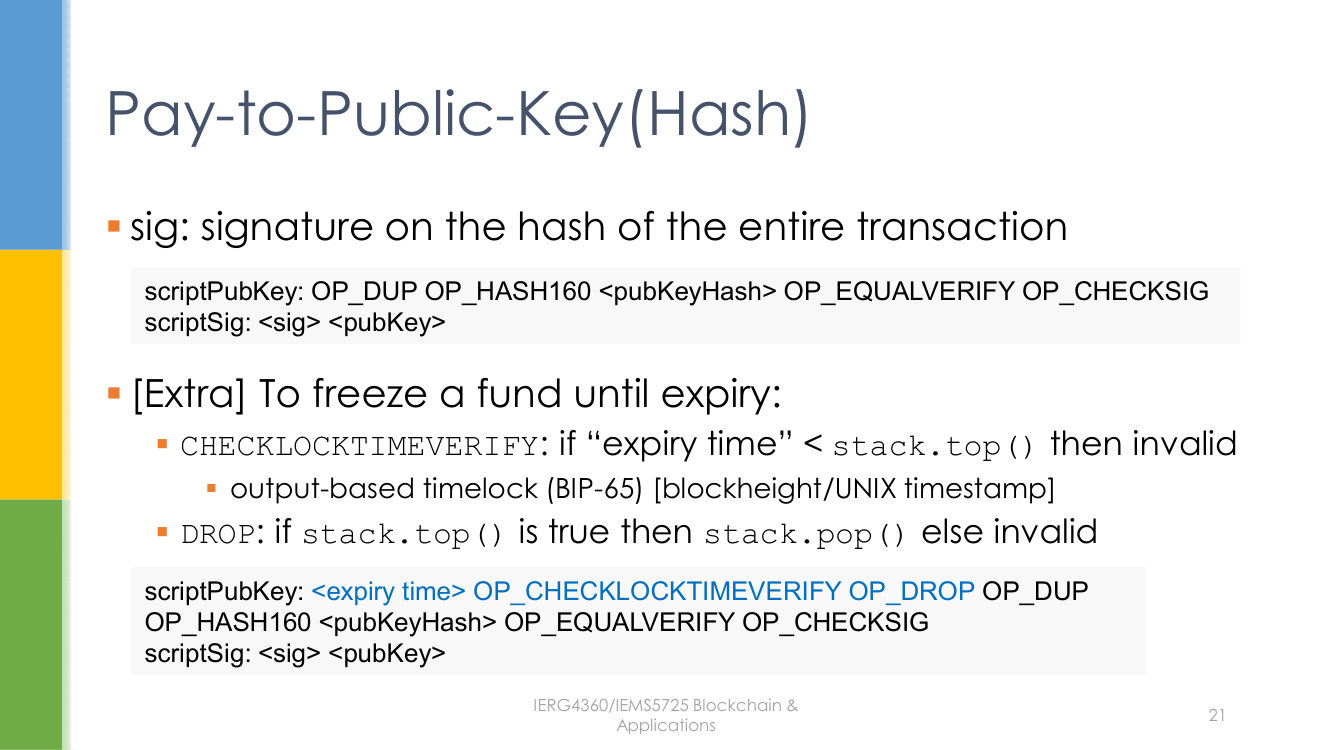 Pay-to-Public-Key(Hash)
sig: signature on the hash of the entire transaction
scriptPubKey: OP_DUP OP_HASH160 <pubKeyHash> OP_EQUALVERIFY OP_CHECKSIG
scriptSig: <sig> <pubKey>
[Extra] To freeze a fund until expiry:
CHECKLOCKTIMEVERIFY: if “expiry time” < stack.top() then invalid
output-based timelock (BIP-65) [blockheight/UNIX timestamp]
DROP: if stack.top() is true then stack.pop() else invalid
scriptPubKey: <expiry time> OP_CHECKLOCKTIMEVERIFY OP_DROP OP_DUP
OP_HASH160 <pubKeyHash> OP_EQUALVERIFY OP_CHECKSIG
scriptSig: <sig> <pubKey>
IERG4360/IEMS5725 Blockchain &
Applications
21